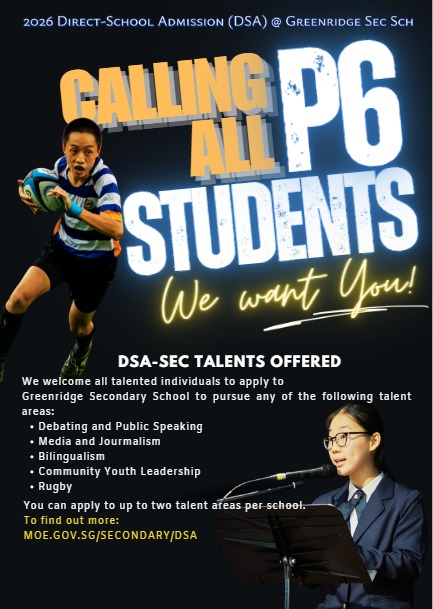 2026 Direct-School Admission (DSA) @ Greenridge Sec Sch
CALLING
ALL
P6
STUDENTS
We want You!
DSA-SEC TALENTS OFFERED
We welcome all talented individuals to apply to
Greenridge Secondary School to pursue any of the following talent
areas:
• Debating and Public Speaking
• Media and Journalism
• Bilingualism
• Community Youth Leadership
• Rugby
You can apply to up to two talent areas per school.
To find out more:
MOE.GOV.SG/SECONDARY/DSA